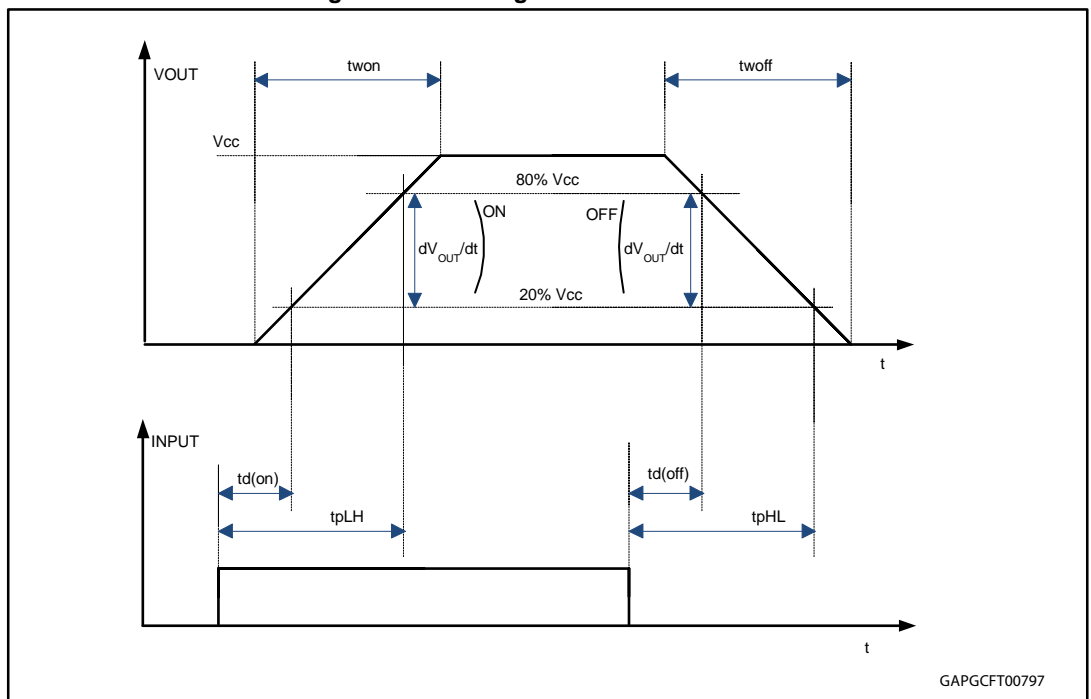 VOUT
twon
twoff
Vcc
80% Vcc
ON
OFF
dVOUT/dt
dVOUT/dt
20% Vcc
t
INPUT
td(on)
td(off)
tpLH
tpHL
t
GAPGCFT00797